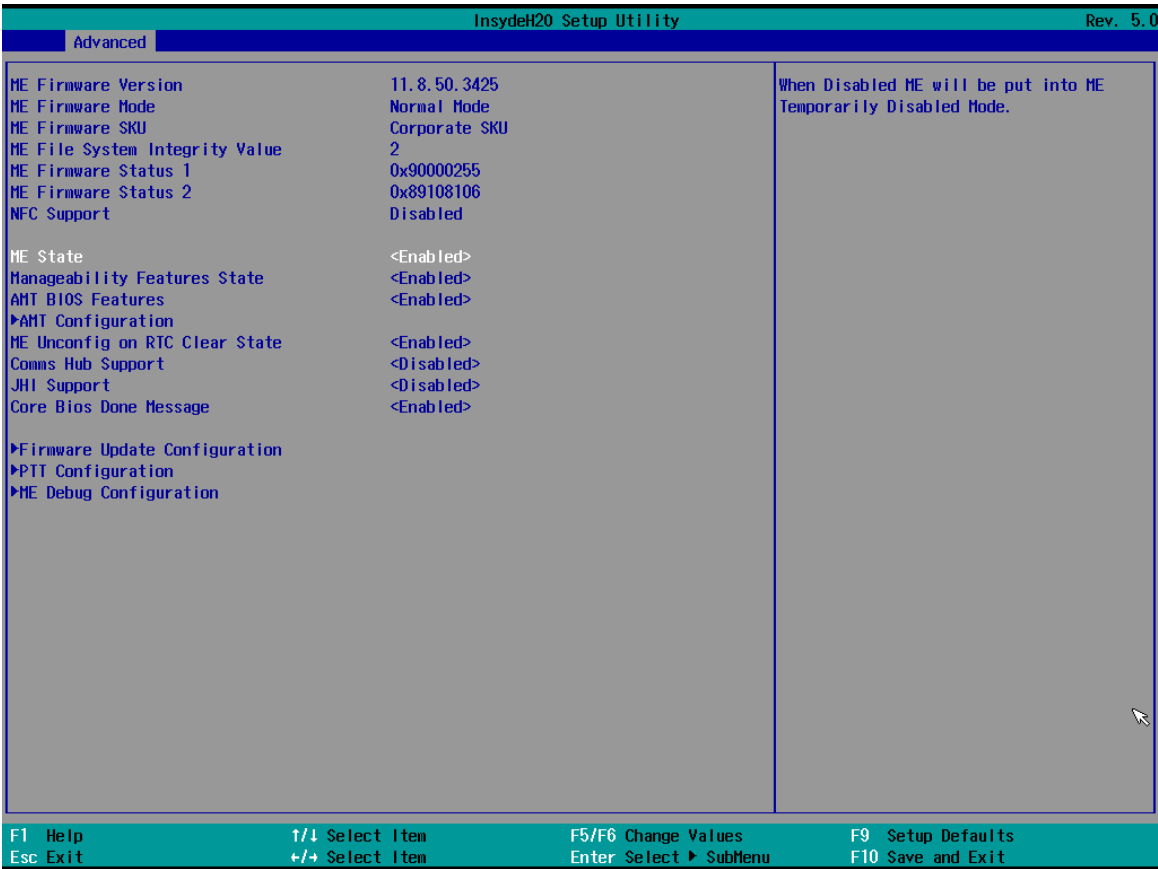 InsydeH20 Setup Utility Rev. 5.0
Advanced
ME Firmware Version 11.8.50.3425
ME Firmware Mode Normal Mode
ME Firmware SKU Corporate SKU
ME File System Integrity Value 2
ME Firmware Status 1 0x90000255
ME Firmware Status 2 0x89108106
NFC Support Disabled
ME State <Enabled>
Manageability Features State <Enabled>
AMT BIOS Features <Enabled>
▶AMT Configuration
ME Unconfig on RTC Clear State <Enabled>
Comms Hub Support <Disabled>
JHI Support <Disabled>
Core Bios Done Message <Enabled>
▶Firmware Update Configuration
▶PTT Configuration
▶ME Debug Configuration
When Disabled ME will be put into ME
Temporarily Disabled Mode.
F1 Help ↑/↓ Select Item F5/F6 Change Values F9 Setup Defaults
Esc Exit ←/→ Select Item Enter Select ▶ SubMenu F10 Save and Exit